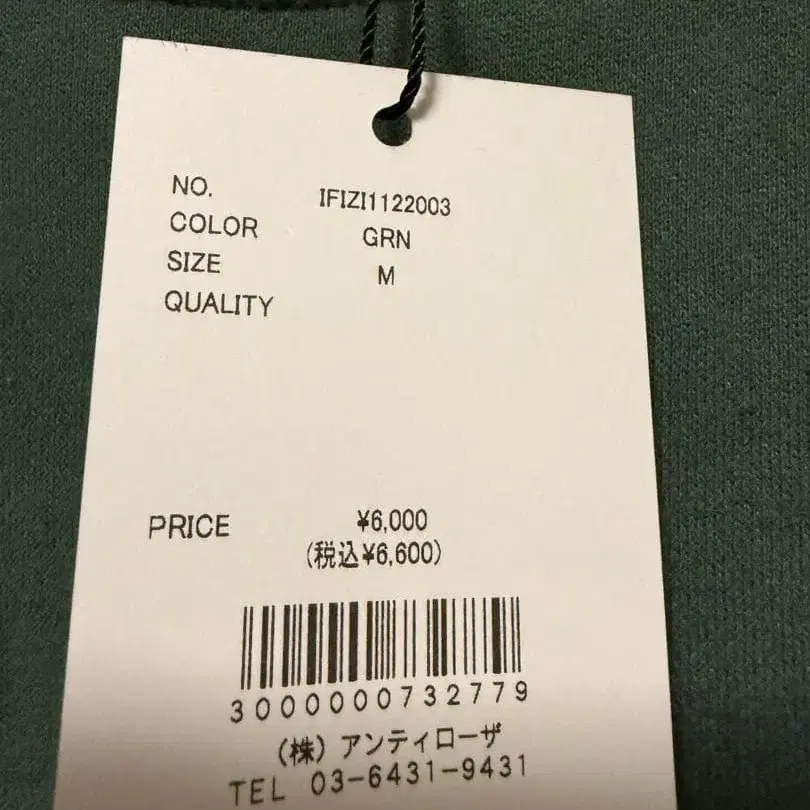 NO. IFIZI1122003
COLOR GRN
SIZE M
QUALITY
PRICE ¥6,000
(税込¥6,600)
3000000732779
(株)アンティローザ
TEL 03-6431-9431